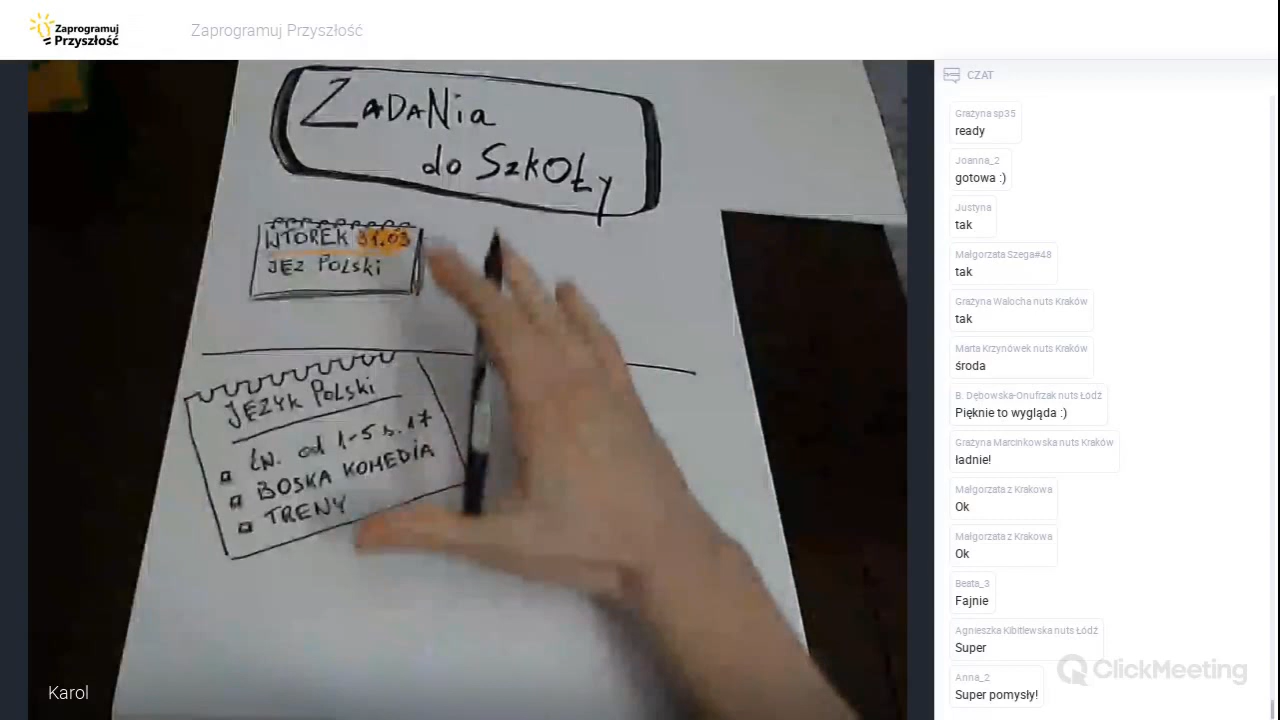 Zaprogramuj
Przyszłość
Zaprogramuj Przyszłość
ZADANia
do SZKOŁy
WTOREK 31.03
JĘZ POLSki
JĘZYK POLSki
ĆW. od 1-5 s. 17
BOSKA KOMEDIA
TRENY
Karol
CZAT
Grażyna sp35
ready
Joanna_2
gotowa :)
Justyna
tak
Małgorzata Szega#48
tak
Grażyna Walocha nuts Kraków
tak
Marta Krzynówek nuts Kraków
środa
B. Dębowska-Onufrzak nuts Łódź
Pięknie to wygląda :)
Grażyna Marcinkowska nuts Kraków
ładnie!
Małgorzata z Krakowa
Ok
Małgorzata z Krakowa
Ok
Beata_3
Fajnie
Agnieszka Kibitlewska nuts Łódź
Super
Anna_2
Super pomysły!
ClickMeeting